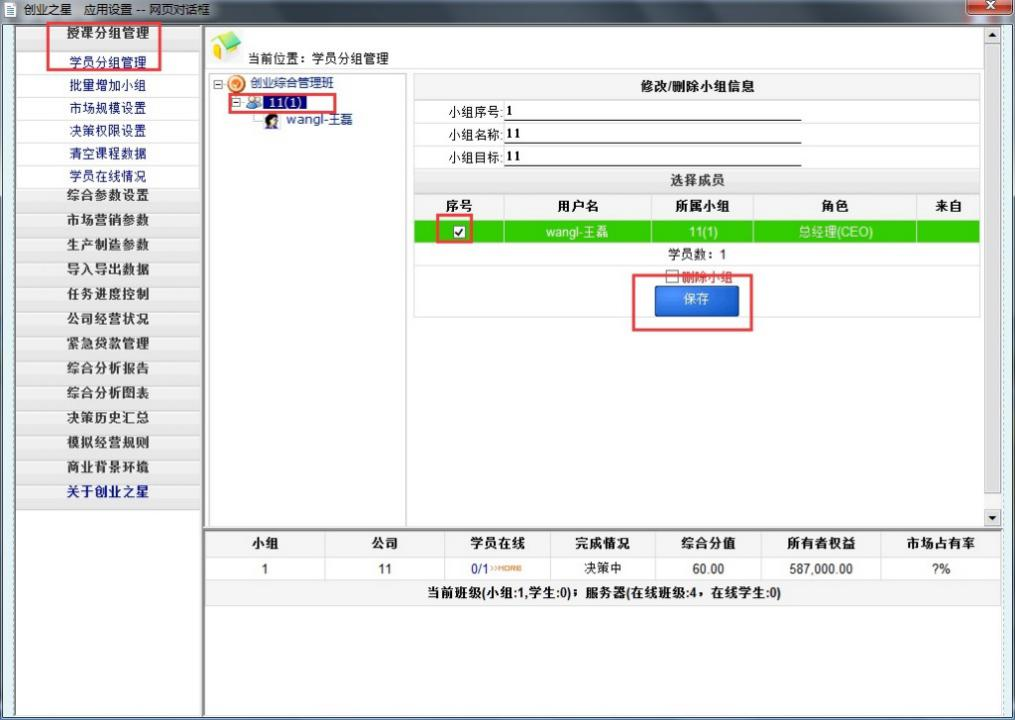 创业之星 应用设置 -- 网页对话框
授课分组管理
学员分组管理
批量增加小组
市场规模设置
决策权限设置
清空课程数据
学员在线情况
综合参数设置
市场营销参数
生产制造参数
导入导出数据
任务进度控制
公司经营状况
紧急贷款管理
综合分析报告
综合分析图表
决策历史汇总
模拟经营规则
商业背景环境
关于创业之星
当前位置：学员分组管理
创业综合管理班
11(1)
wangl-王磊
修改/删除小组信息
小组序号: 1
小组名称: 11
小组目标: 11
选择成员
序号 用户名 所属小组 角色 来自
wangl-王磊 11(1) 总经理(CEO)
学员数：1
删除小组
保存
小组 公司 学员在线 完成情况 综合分值 所有者权益 市场占有率
1 11 0/1 >>MORE 决策中 60.00 587,000.00 ?%
当前班级(小组:1,学生:0)；服务器(在线班级:4，在线学生:0)